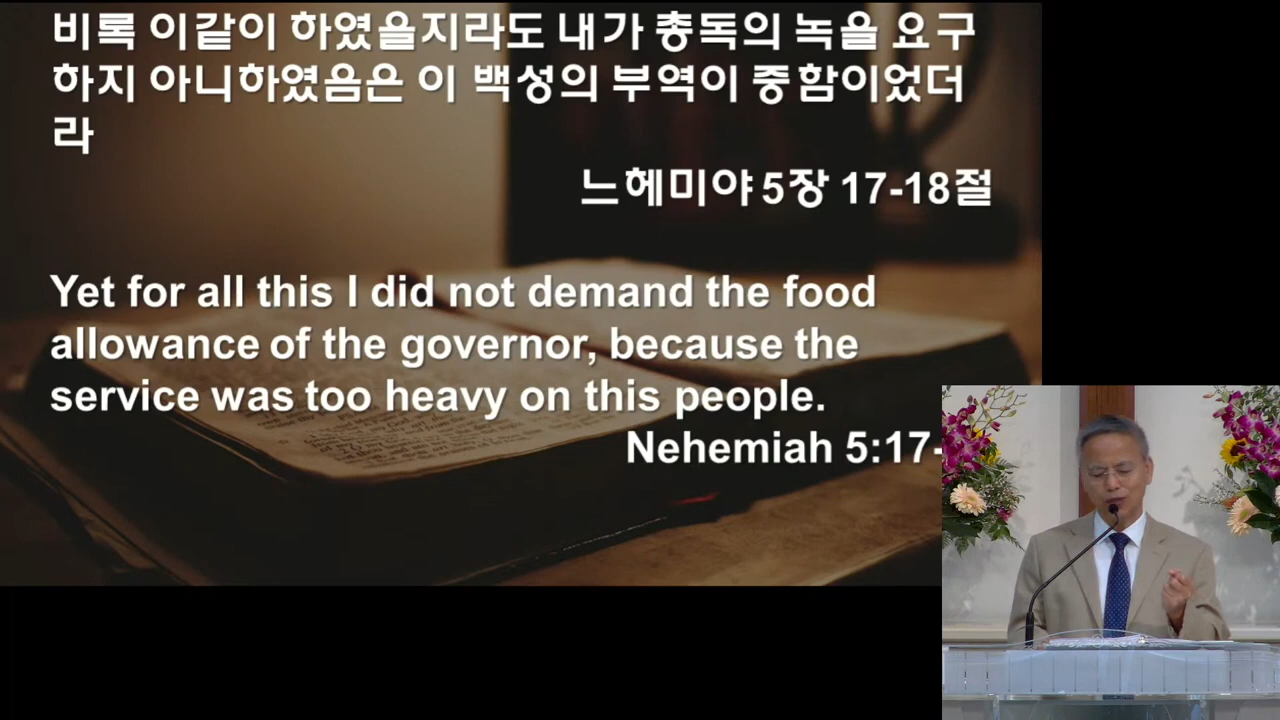 비록 이같이 하였을지라도 내가 총독의 녹을 요구
하지 아니하였음은 이 백성의 부역이 중함이었더
라
느헤미야 5장 17-18절
Yet for all this I did not demand the food
allowance of the governor, because the
service was too heavy on this people.
Nehemiah 5:17-